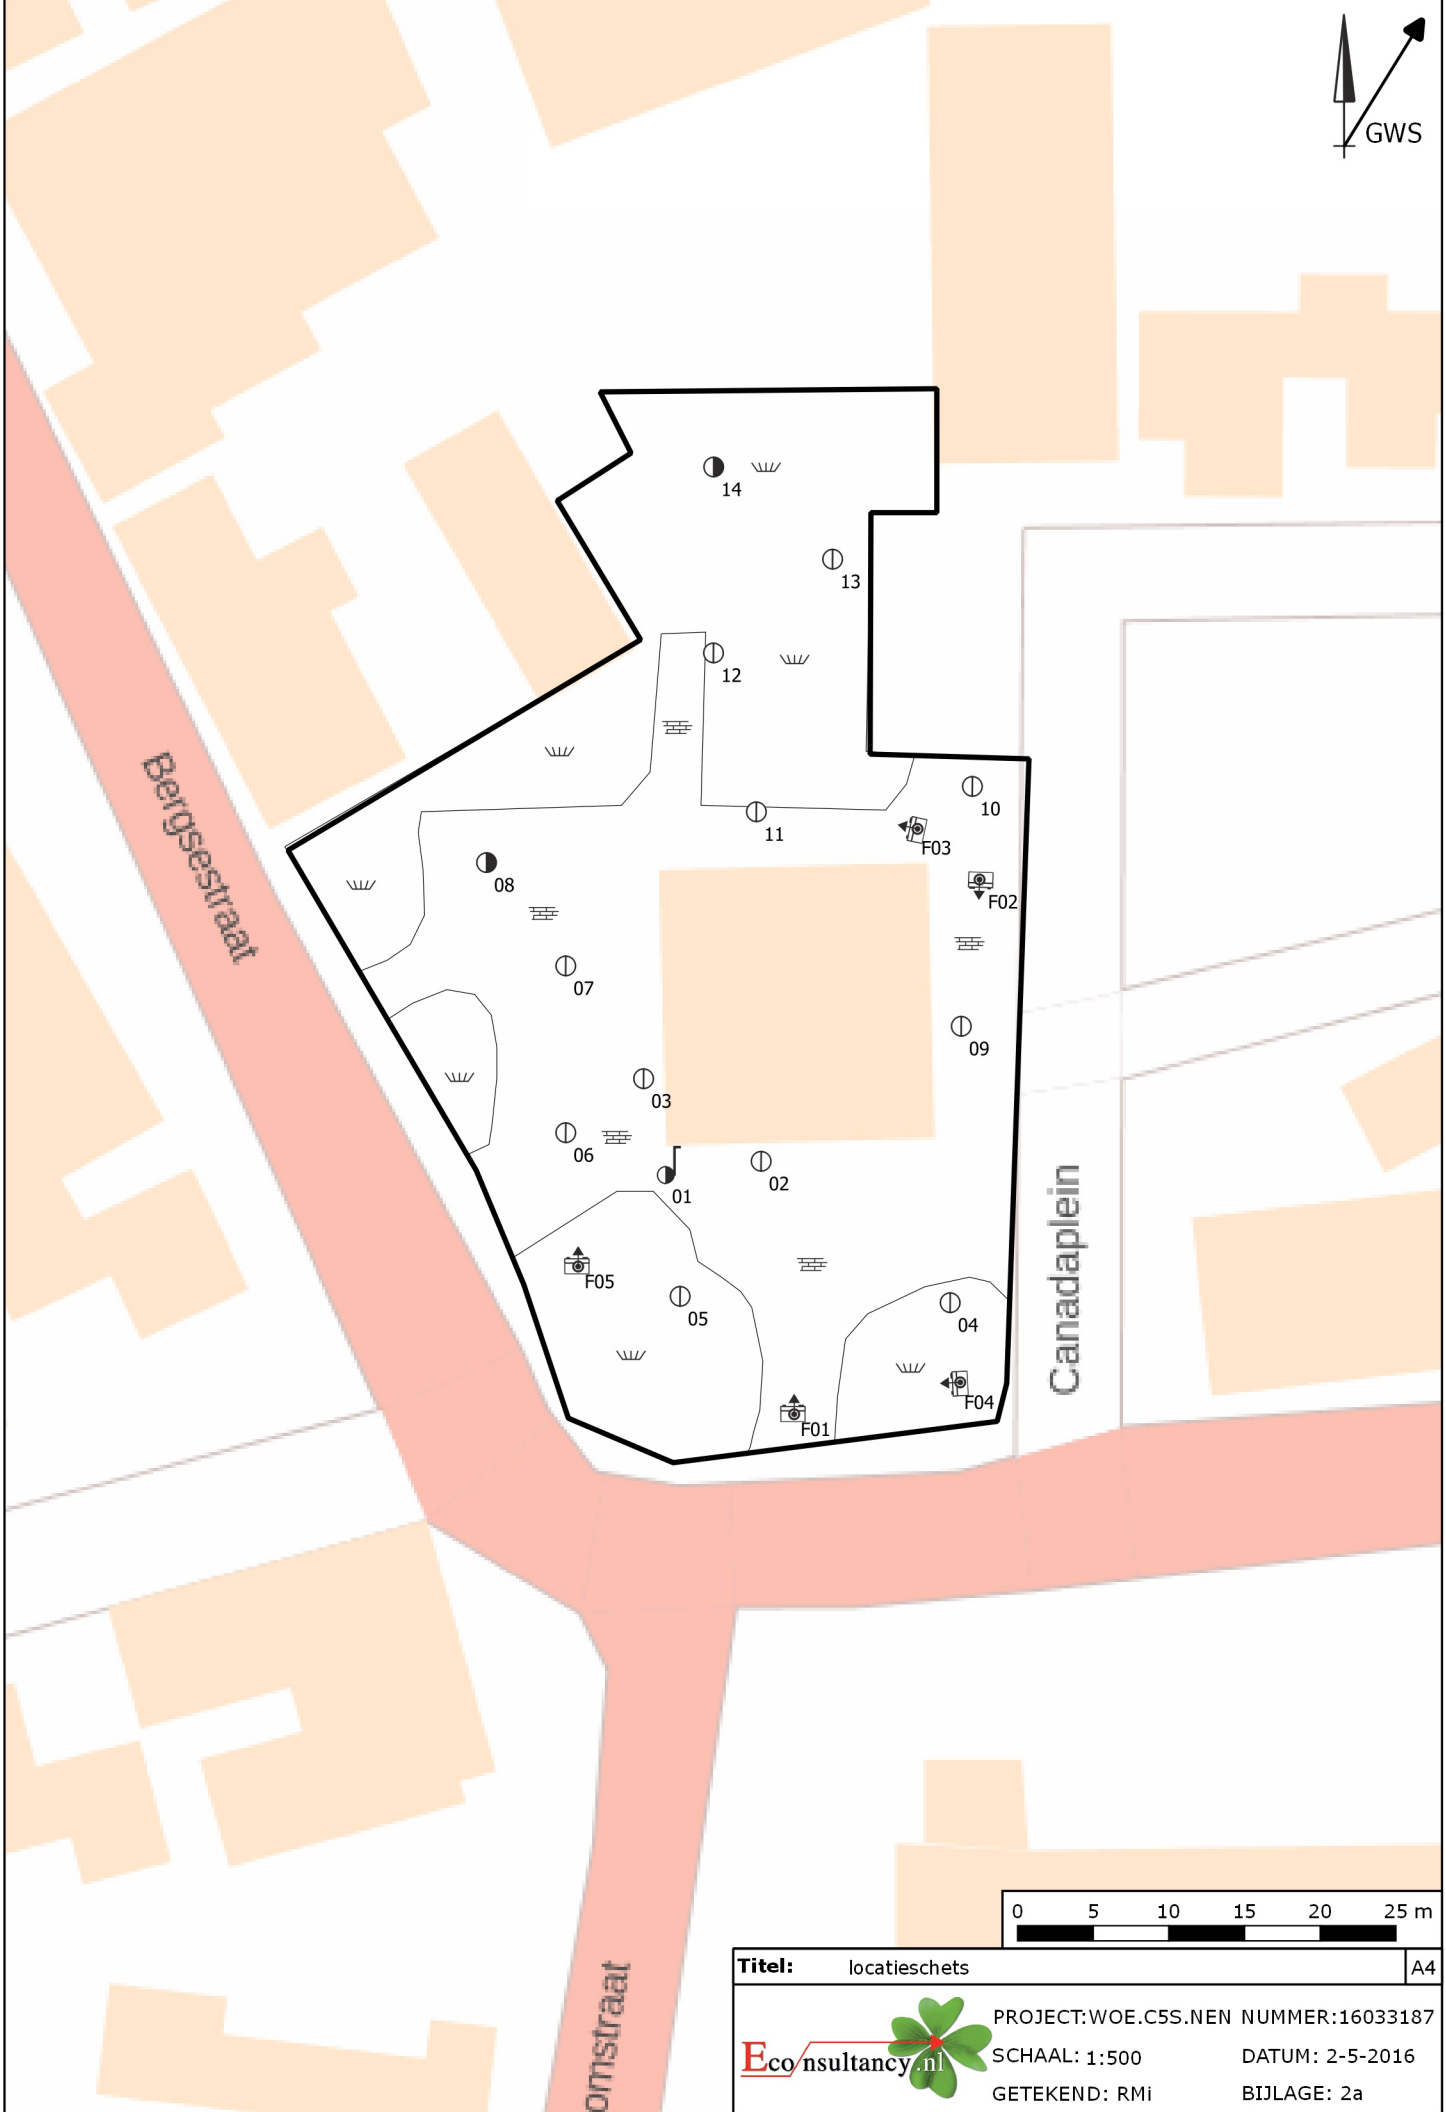 GWS
14
13
12
10
11
F03
08
F02
07
09
03
06
02
01
F05
05
04
F04
F01
Bergsestraat
Canadaplein
omstraat
0 5 10 15 20 25 m
Titel: locatieschets A4
Econsultancy.nl
PROJECT:WOE.C5S.NEN NUMMER:16033187
SCHAAL: 1:500 DATUM: 2-5-2016
GETEKEND: RMi BIJLAGE: 2a